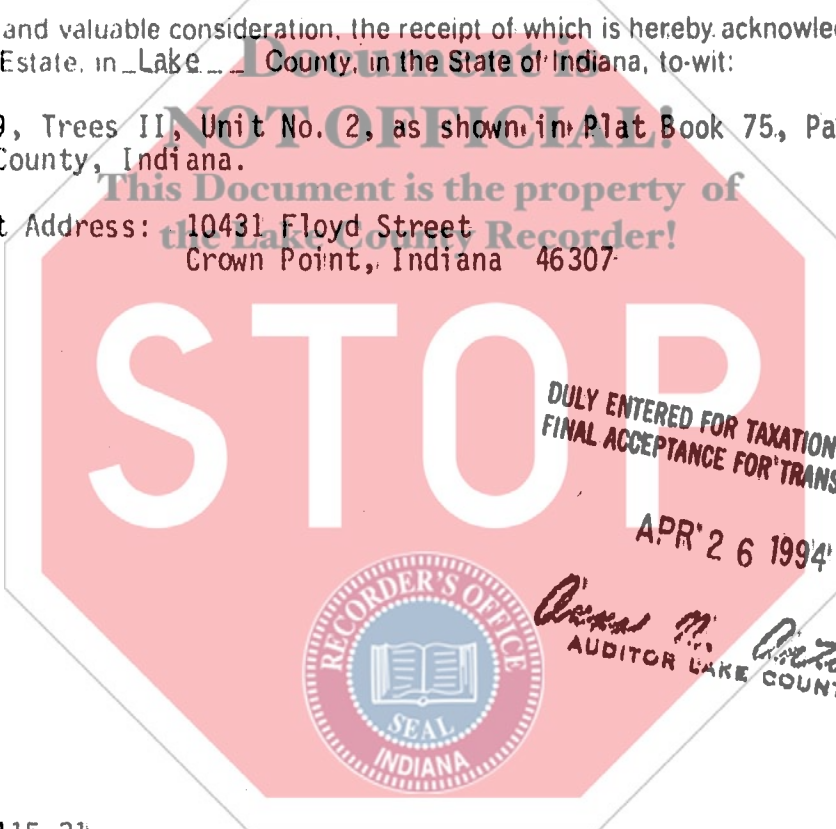 and valuable consideration, the receipt of which is hereby acknowled
Estate, in Lake County, in the State of Indiana, to-wit:
Document is
NOT OFFICIAL!
This Document is the property of
the Lake County Recorder!
9, Trees II, Unit No. 2, as shown in Plat Book 75, Pa
County, Indiana.
t Address: 10431 Floyd Street
Crown Point, Indiana 46307
STOP
DULY ENTERED FOR TAXATION
FINAL ACCEPTANCE FOR TRANS
APR 26 1994
AUDITOR LAKE COUNT
RECORDER'S OFFICE
SEAL
INDIANA